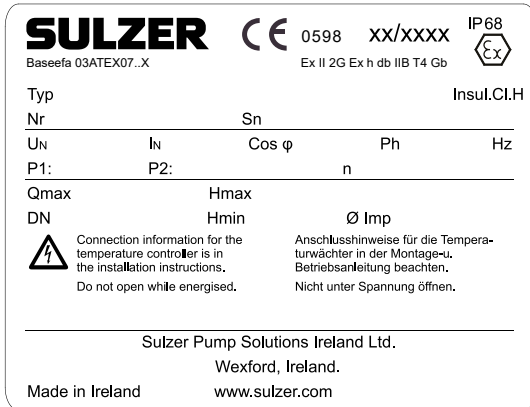 SULZER CE 0598 xx/xxxx IP68
Baseefa 03ATEX07..X Ex II 2G Ex h db IIB T4 Gb
Typ Insul.Cl.H
Nr Sn
UN IN Cos φ Ph Hz
P1: P2: n
Qmax Hmax
DN Hmin Ø Imp
Connection information for the
temperature controller is in
the installation instructions.
Do not open while energised.
Anschlusshinweise für die Tempera-
turwächter in der Montage-u.
Betriebsanleitung beachten.
Nicht unter Spannung öffnen.
Sulzer Pump Solutions Ireland Ltd.
Wexford, Ireland.
Made in Ireland www.sulzer.com